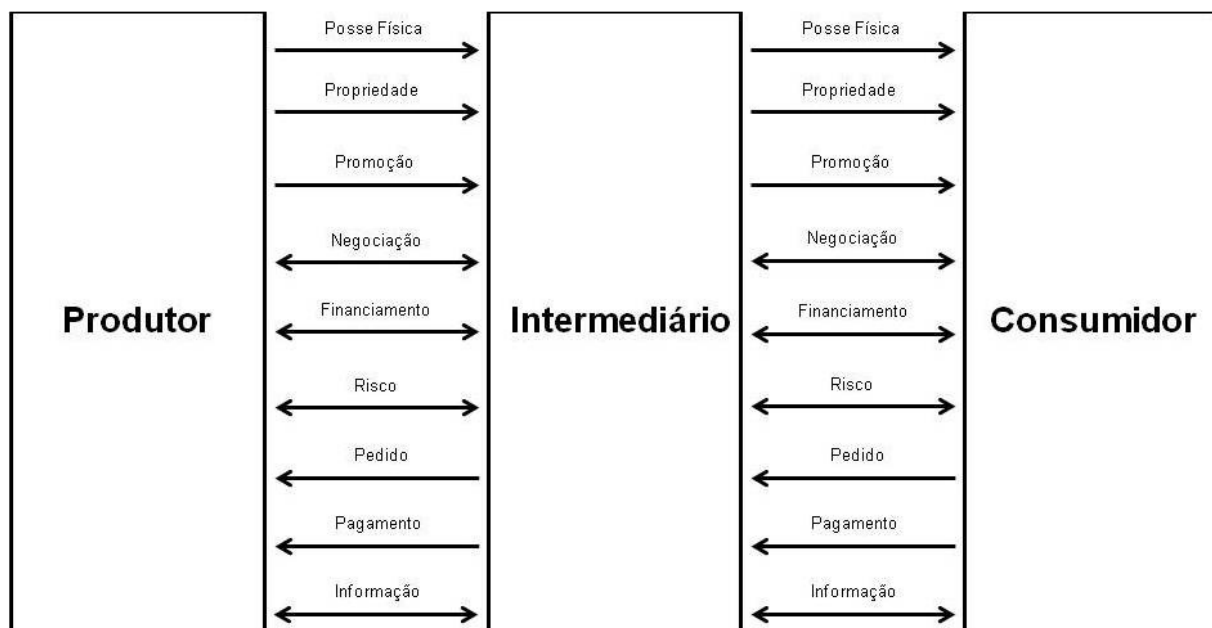 Posse Física
Posse Física
Propriedade
Propriedade
Promoção
Promoção
Negociação
Negociação
Produtor
Financiamento
Intermediário
Financiamento
Consumidor
Risco
Risco
Pedido
Pedido
Pagamento
Pagamento
Informação
Informação